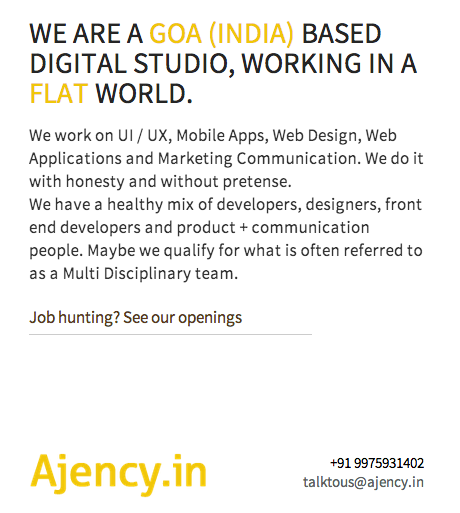 WE ARE A GOA (INDIA) BASED
DIGITAL STUDIO, WORKING IN A
FLAT WORLD.
We work on UI / UX, Mobile Apps, Web Design, Web
Applications and Marketing Communication. We do it
with honesty and without pretense.
We have a healthy mix of developers, designers, front
end developers and product + communication
people. Maybe we qualify for what is often referred to
as a Multi Disciplinary team.
Job hunting? See our openings
Ajency.in
+91 9975931402
talktous@ajency.in